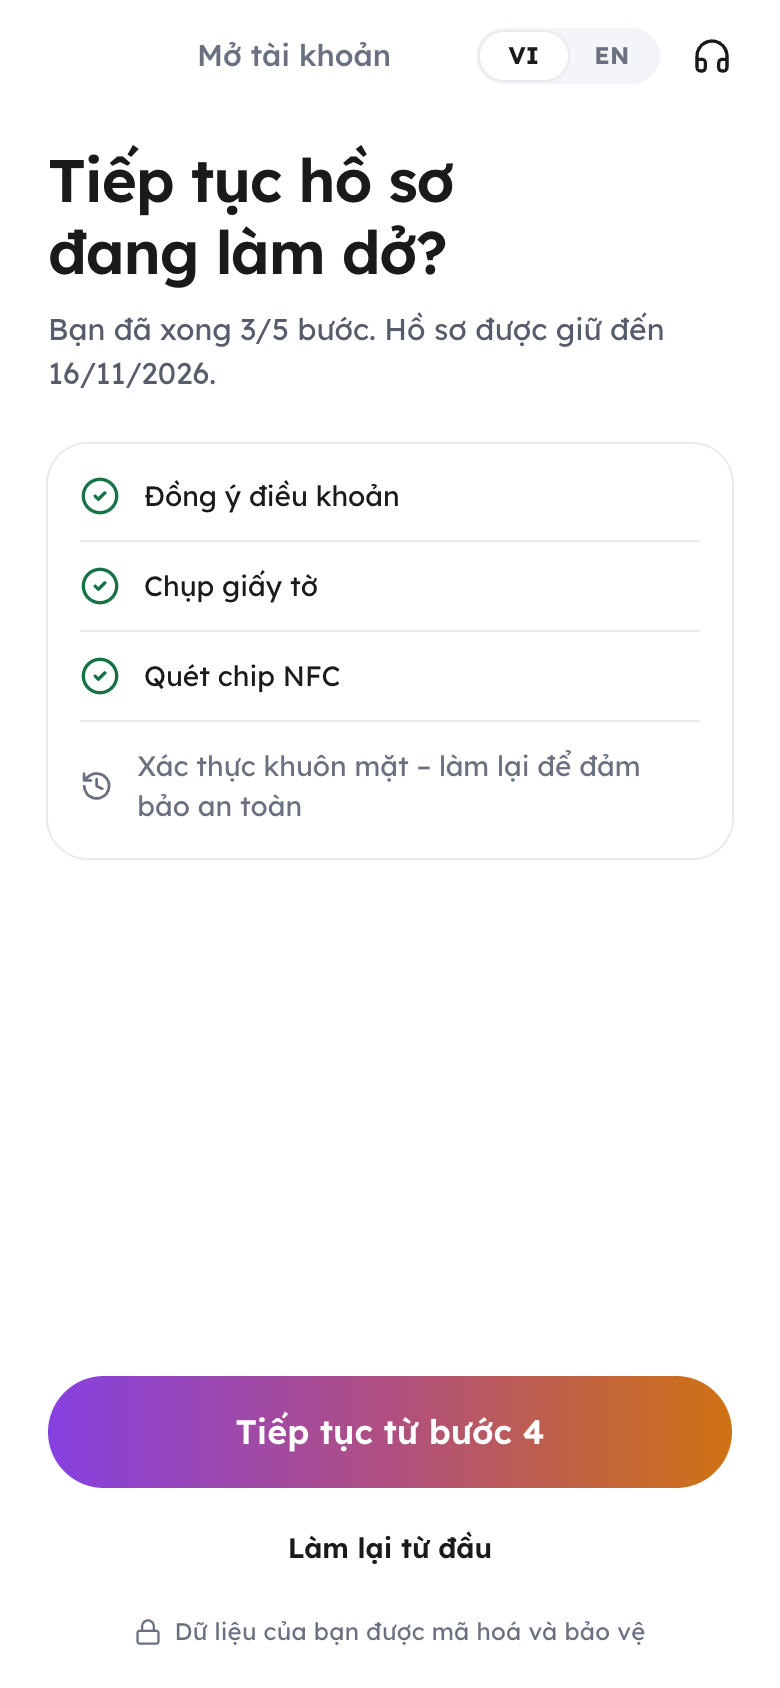 Mở tài khoản
VI
EN
Tiếp tục hồ sơ
đang làm dở?
Bạn đã xong 3/5 bước. Hồ sơ được giữ đến
16/11/2026.
Đồng ý điều khoản
Chụp giấy tờ
Quét chip NFC
Xác thực khuôn mặt – làm lại để đảm
bảo an toàn
Tiếp tục từ bước 4
Làm lại từ đầu
Dữ liệu của bạn được mã hoá và bảo vệ